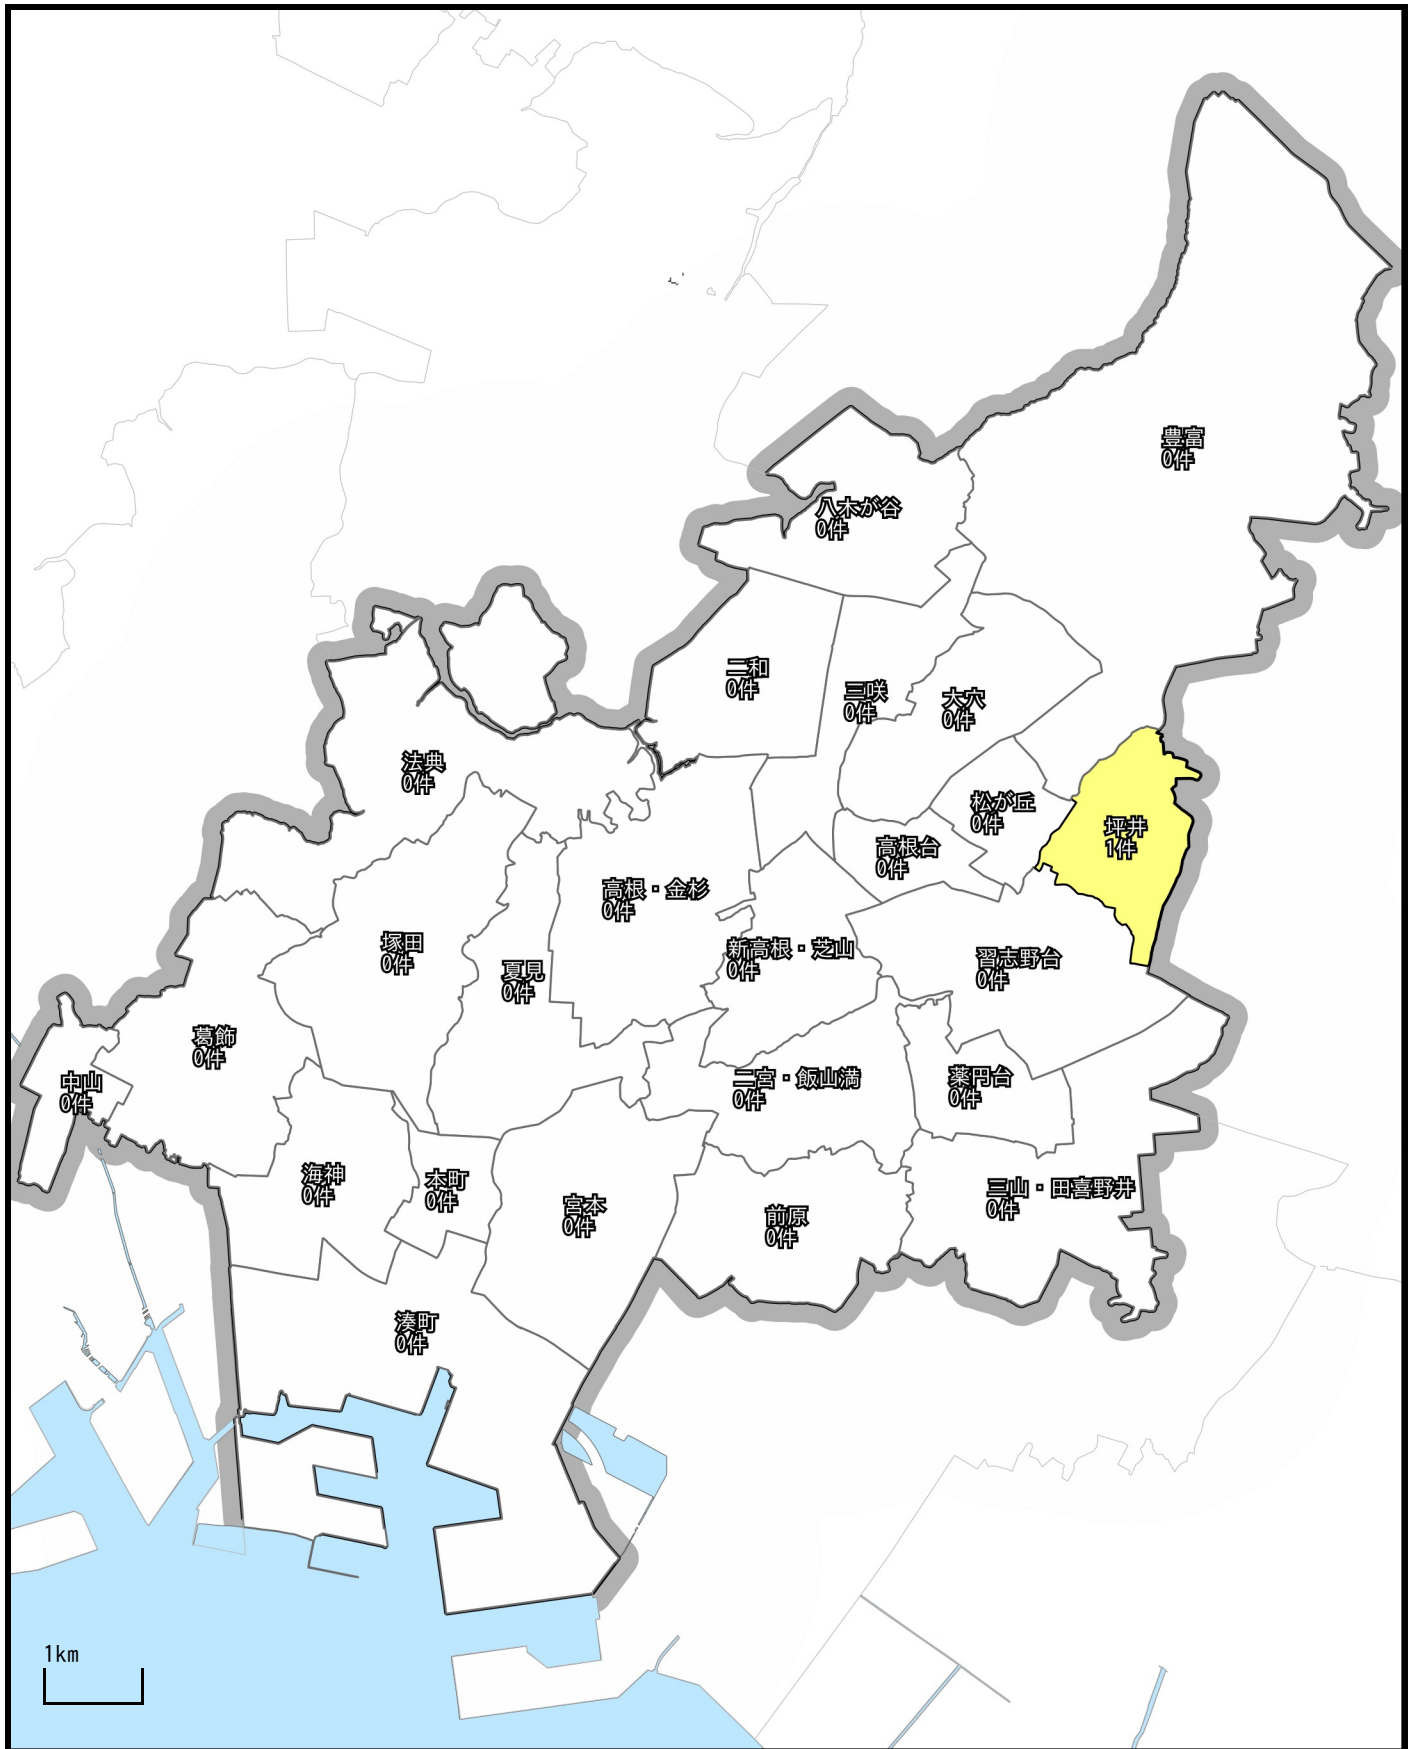 豊富
0件
八木が谷
0件
二和
0件
三咲
0件
大穴
0件
法典
0件
松が丘
0件
坪井
1件
高根台
0件
高根・金杉
0件
塚田
0件
新高根・芝山
0件
習志野台
0件
夏見
0件
葛飾
0件
中山
0件
二宮・飯山満
0件
薬円台
0件
海神
0件
本町
0件
宮本
0件
前原
0件
三山・田喜野井
0件
湊町
0件
1km